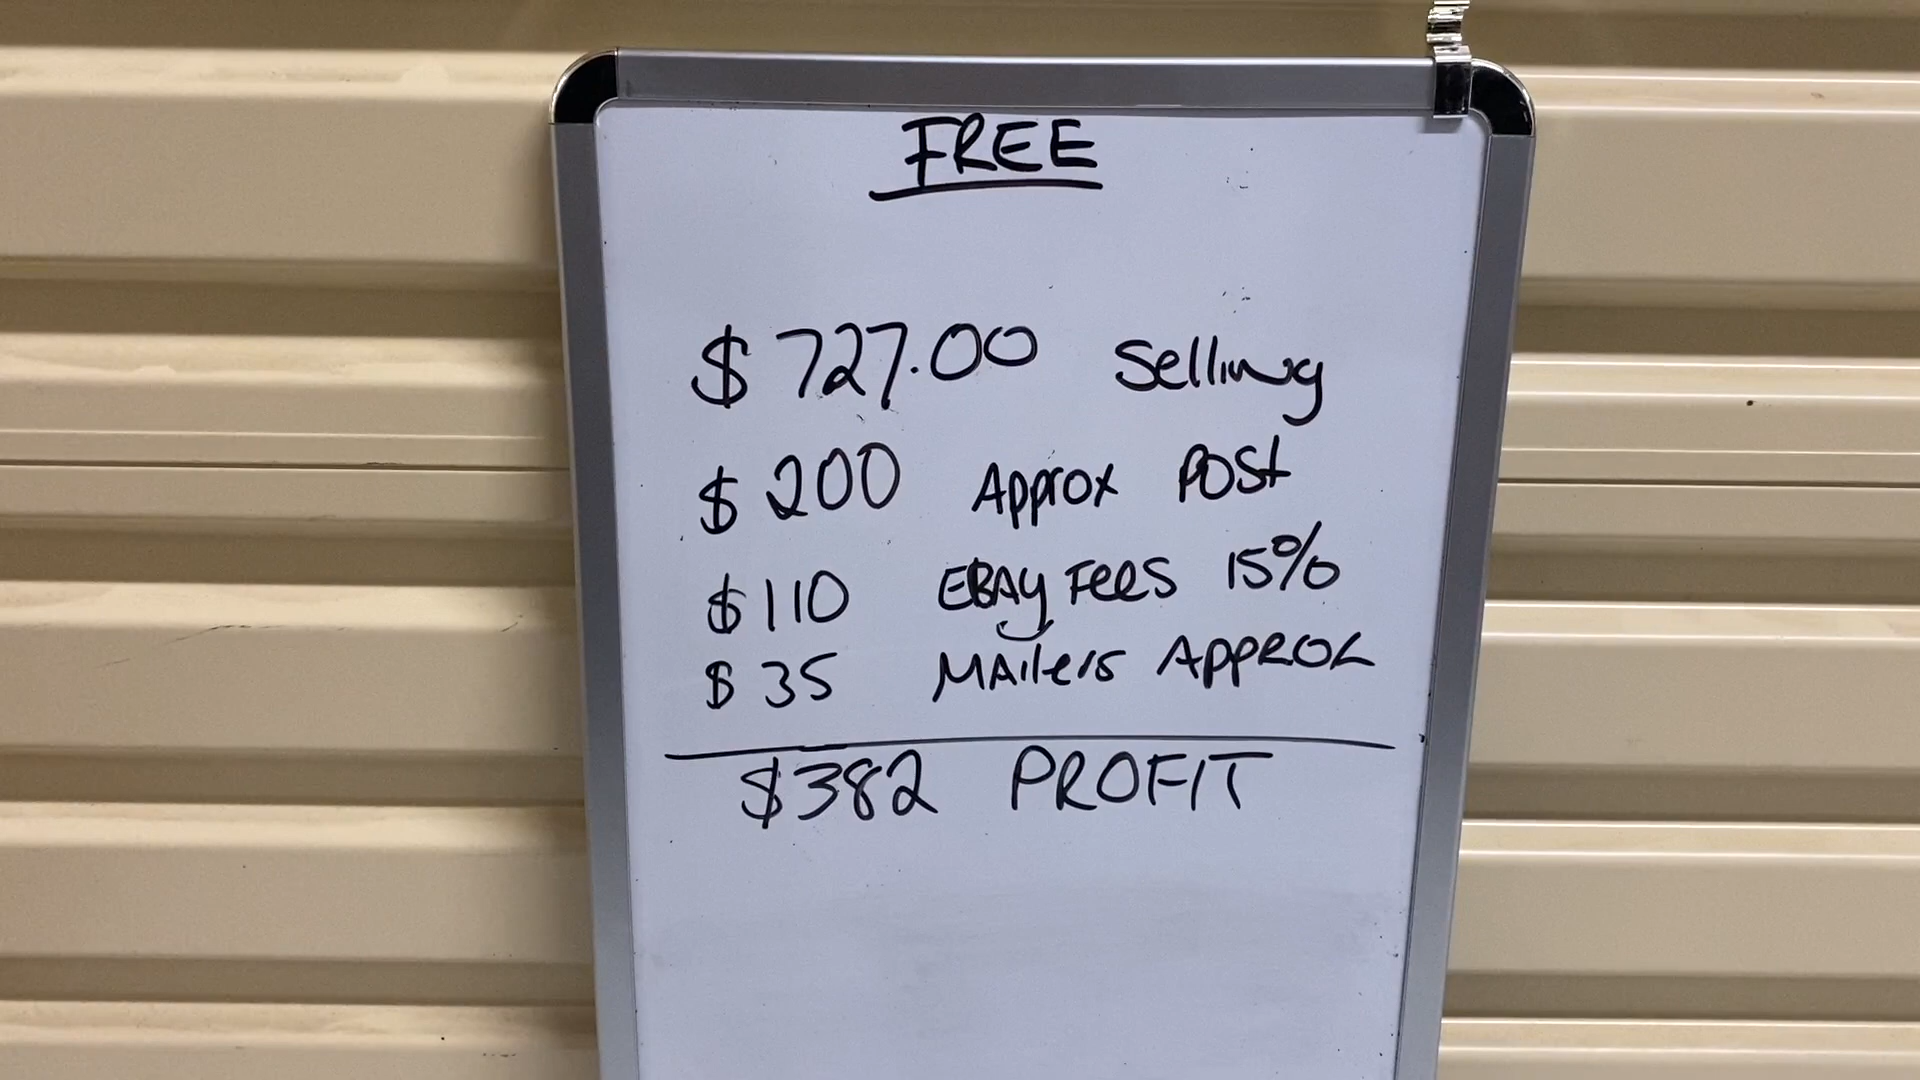 FREE
$ 727.00 Selling
$ 200 Approx POSt
$110 EBAY Fees 15%
$ 35 MAilers APPROX
$382 PROFIT